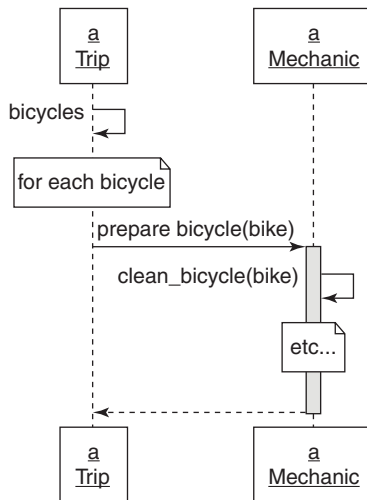 a
Trip
a
Mechanic
bicycles
for each bicycle
prepare bicycle(bike)
clean_bicycle(bike)
etc...
a
Trip
a
Mechanic